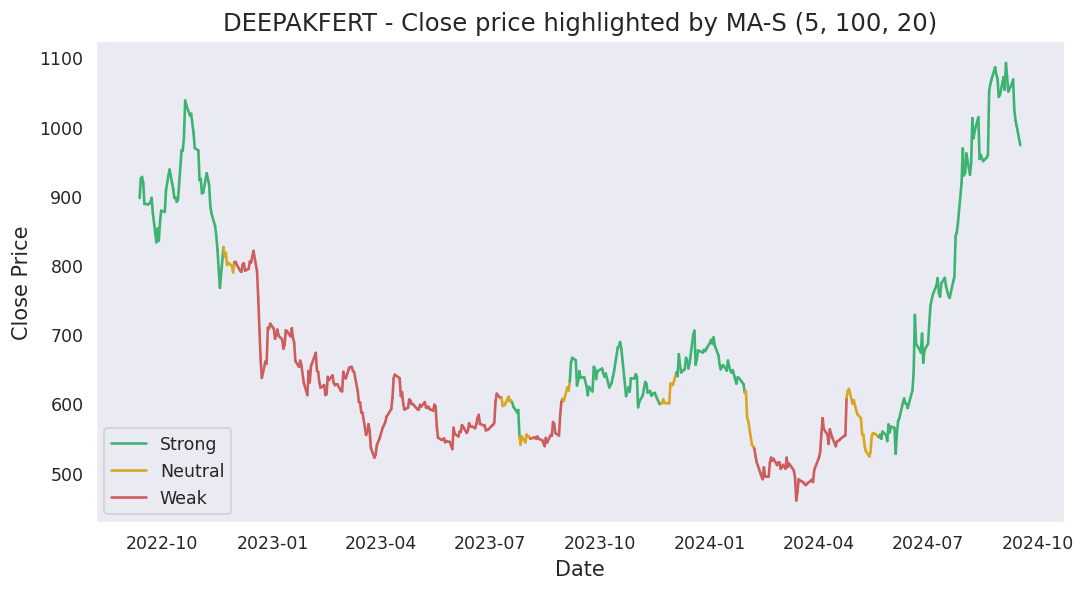 DEEPAKFERT - Close price highlighted by MA-S (5, 100, 20)
Close Price
1100
1000
900
800
700
600
500
Strong
Neutral
Weak
2022-10 2023-01 2023-04 2023-07 2023-10 2024-01 2024-04 2024-07 2024-10
Date